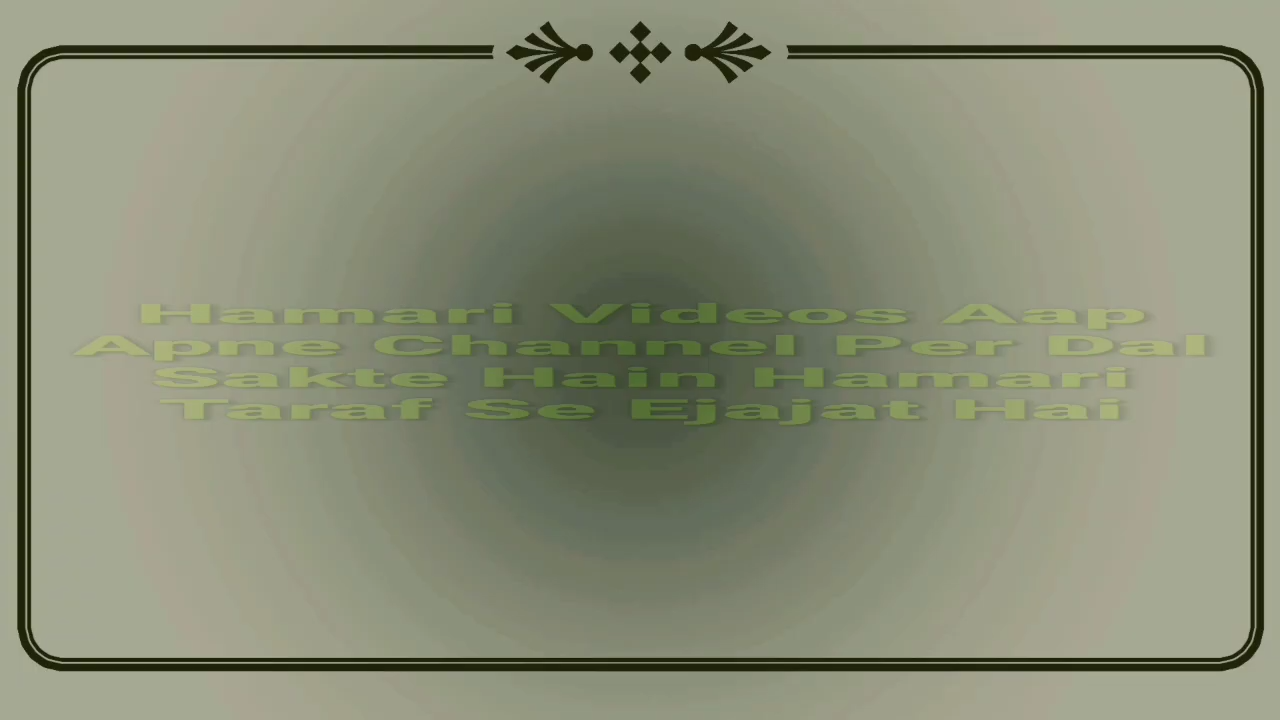 Hamari Videos Aap
Apne Channel Per Dal
Sakte Hain Hamari
Taraf Se Ejajat Hai